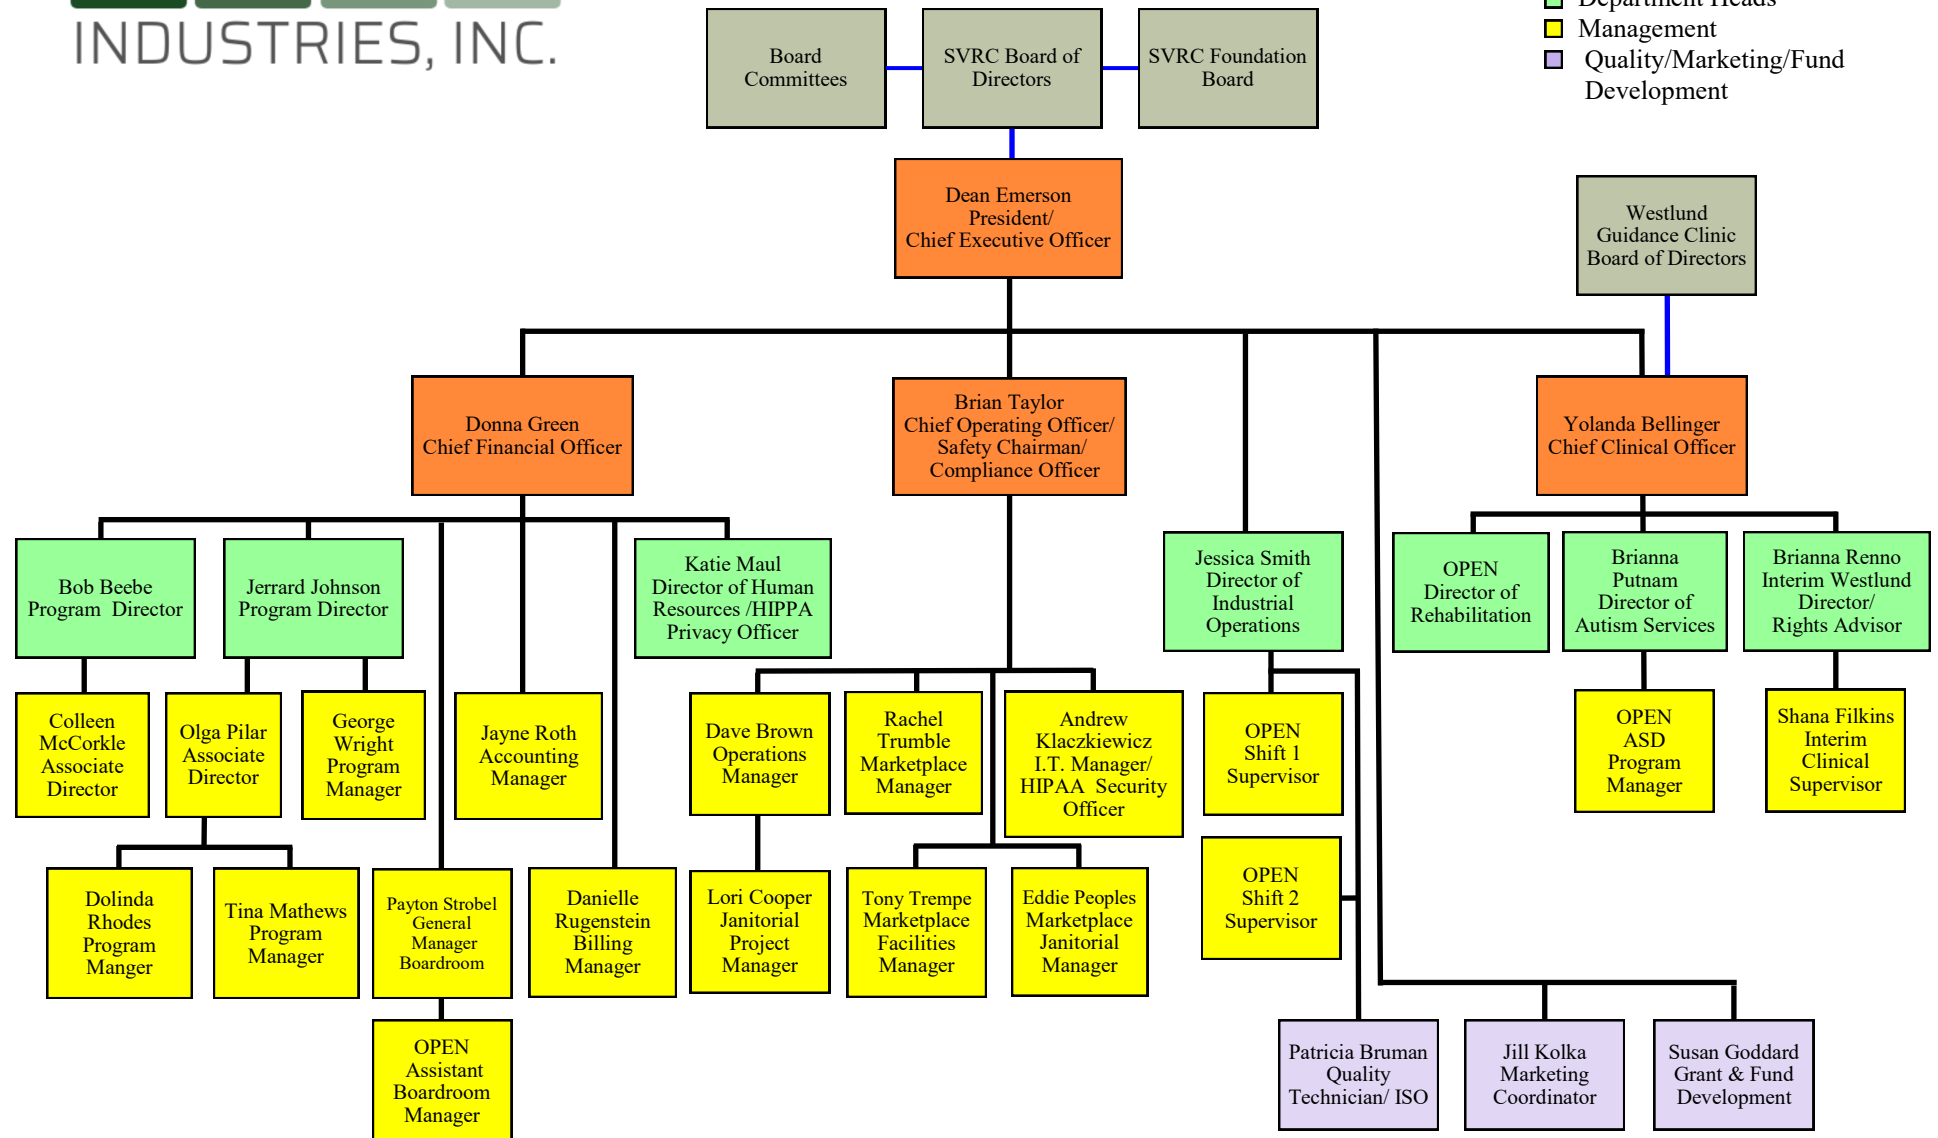 INDUSTRIES, INC.
Department Heads
Management
Quality/Marketing/Fund
Development
Board
Committees
SVRC Board of
Directors
SVRC Foundation
Board
Dean Emerson
President/
Chief Executive Officer
Westlund
Guidance Clinic
Board of Directors
Donna Green
Chief Financial Officer
Brian Taylor
Chief Operating Officer/
Safety Chairman/
Compliance Officer
Yolanda Bellinger
Chief Clinical Officer
Bob Beebe
Program Director
Jerrard Johnson
Program Director
Katie Maul
Director of Human
Resources /HIPPA
Privacy Officer
Jessica Smith
Director of
Industrial
Operations
OPEN
Director of
Rehabilitation
Brianna
Putnam
Director of
Autism Services
Brianna Renno
Interim Westlund
Director/
Rights Advisor
Colleen
McCorkle
Associate
Director
Olga Pilar
Associate
Director
George
Wright
Program
Manager
Jayne Roth
Accounting
Manager
Dave Brown
Operations
Manager
Rachel
Trumble
Marketplace
Manager
Andrew
Klaczkiewicz
I.T. Manager/
HIPAA Security
Officer
OPEN
Shift 1
Supervisor
OPEN
ASD
Program
Manager
Shana Filkins
Interim
Clinical
Supervisor
Dolinda
Rhodes
Program
Manger
Tina Mathews
Program
Manager
Payton Strobel
General
Manager
Boardroom
Danielle
Rugenstein
Billing
Manager
Lori Cooper
Janitorial
Project
Manager
Tony Trempe
Marketplace
Facilities
Manager
Eddie Peoples
Marketplace
Janitorial
Manager
OPEN
Shift 2
Supervisor
OPEN
Assistant
Boardroom
Manager
Patricia Bruman
Quality
Technician/ ISO
Jill Kolka
Marketing
Coordinator
Susan Goddard
Grant & Fund
Development